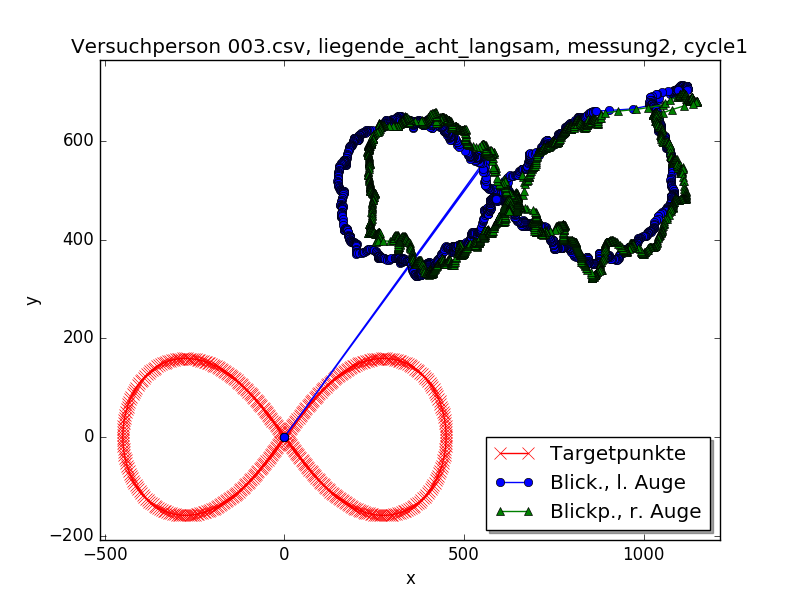 Versuchperson 003.csv, liegende_acht_langsam, messung2, cycle1
y
600
400
200
0
−200
−500
0
500
1000
x
Targetpunkte
Blick., l. Auge
Blickp., r. Auge